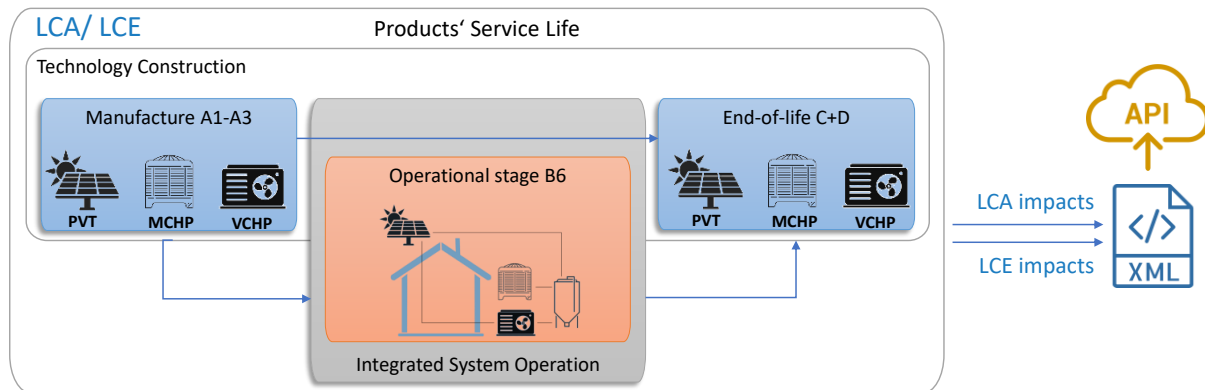 LCA/ LCE
Products‘ Service Life
Technology Construction
Manufacture A1-A3
PVT
MCHP
VCHP
Operational stage B6
Integrated System Operation
End-of-life C+D
PVT
MCHP
VCHP
LCA impacts
LCE impacts
API
</>
XML